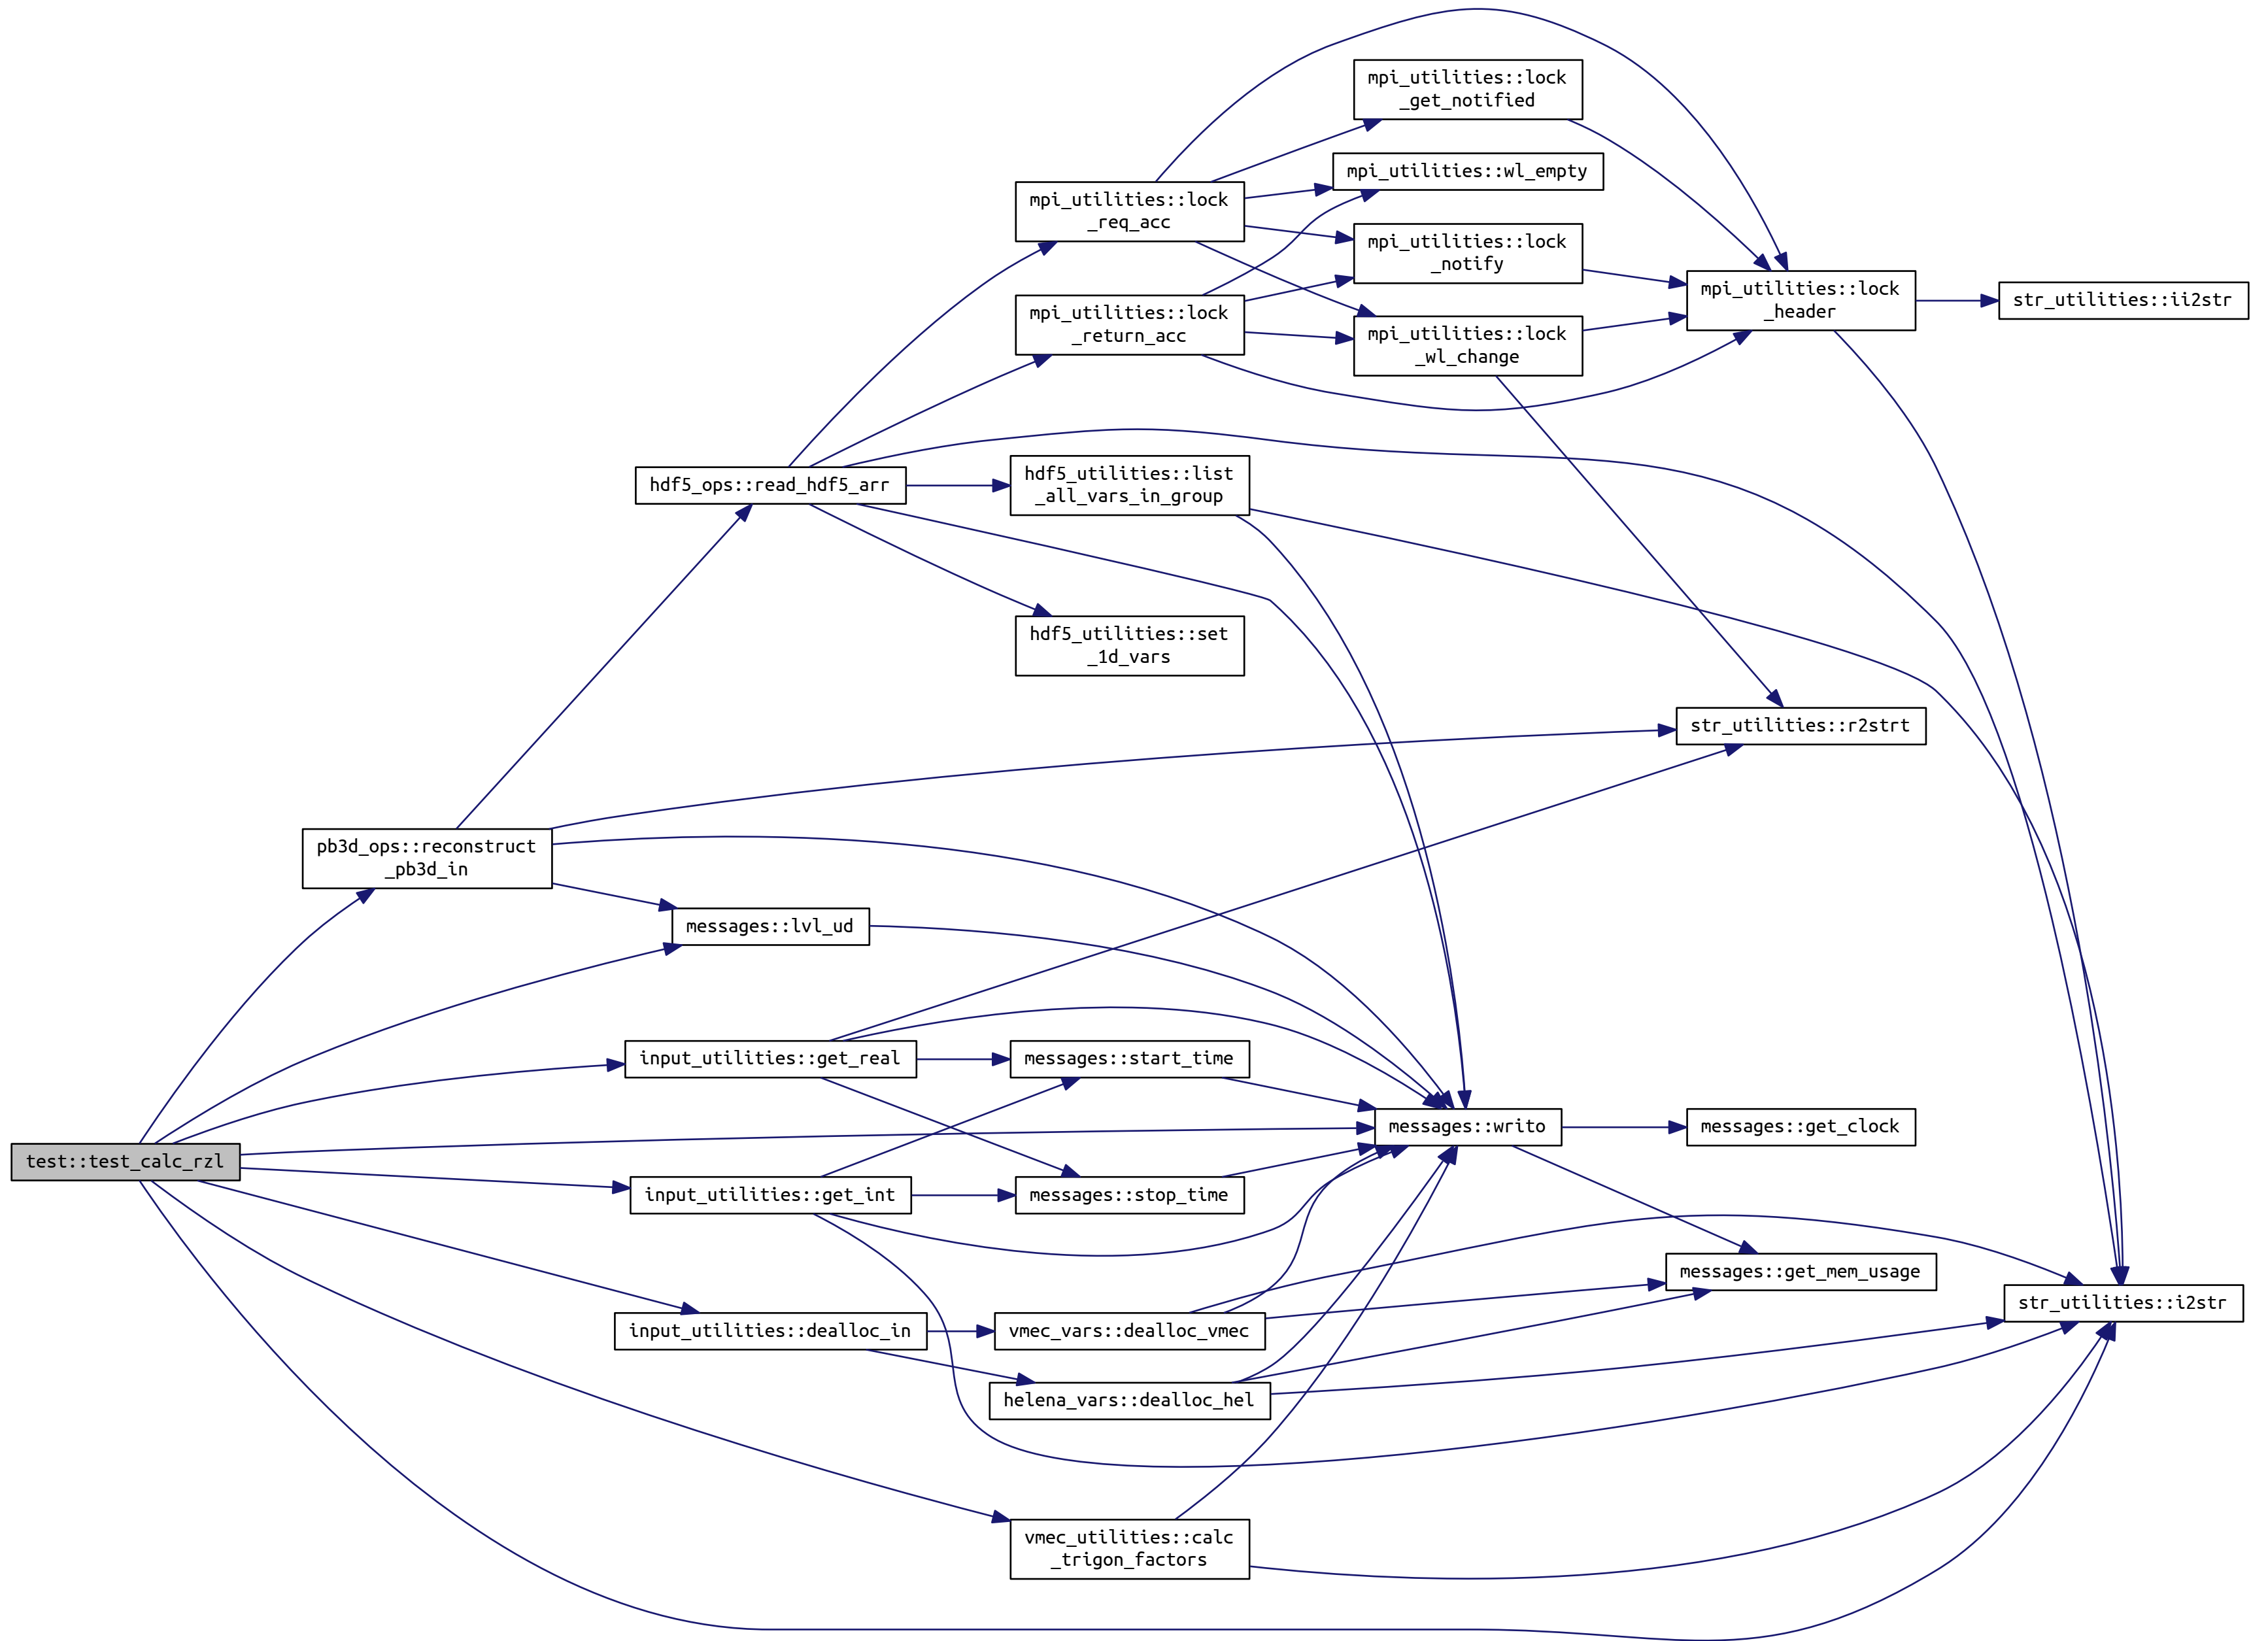 mpi_utilities::lock
_get_notified
mpi_utilities::wl_empty
mpi_utilities::lock
_req_acc
mpi_utilities::lock
_notify
mpi_utilities::lock
_header
str_utilities::ii2str
mpi_utilities::lock
_return_acc
mpi_utilities::lock
_wl_change
hdf5_ops::read_hdf5_arr
hdf5_utilities::list
_all_vars_in_group
hdf5_utilities::set
_1d_vars
str_utilities::r2strt
pb3d_ops::reconstruct
_pb3d_in
messages::lvl_ud
input_utilities::get_real
messages::start_time
messages::writo
messages::get_clock
test::test_calc_rzl
input_utilities::get_int
messages::stop_time
messages::get_mem_usage
str_utilities::i2str
input_utilities::dealloc_in
vmec_vars::dealloc_vmec
helena_vars::dealloc_hel
vmec_utilities::calc
_trigon_factors